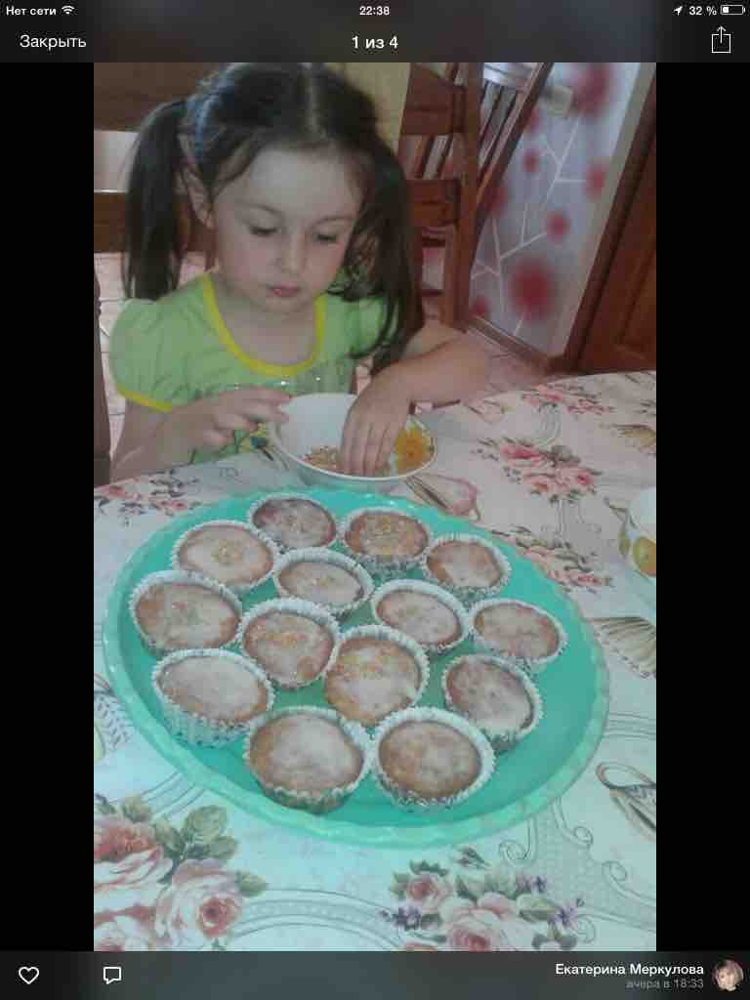 Нет сети 22:38 32 %
Закрыть 1 из 4
Екатерина Меркулова
вчера в 18:33